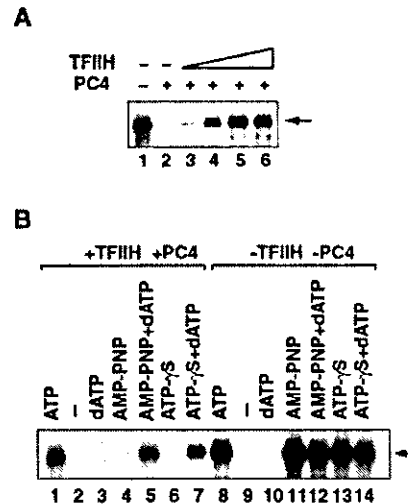 A
TFIIH - -
PC4 - + + + + +
1 2 3 4 5 6
B
+TFIIH +PC4 -TFIIH -PC4
ATP - dATP AMP-PNP AMP-PNP+dATP ATP-γS ATP-γS+dATP ATP - dATP AMP-PNP AMP-PNP+dATP ATP-γS ATP-γS+dATP
1 2 3 4 5 6 7 8 9 10 11 12 13 14